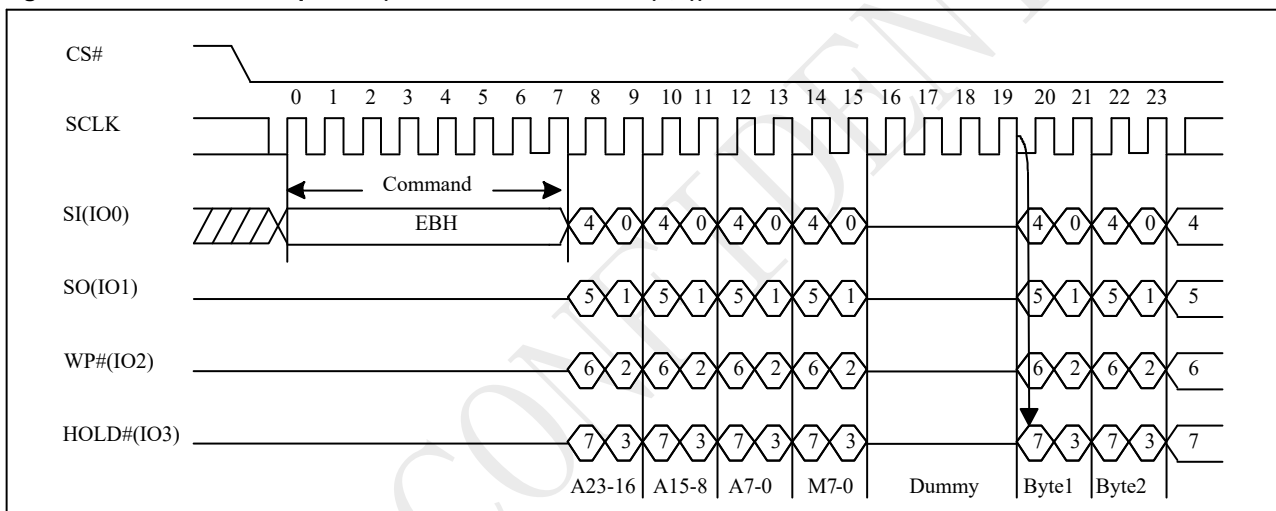 CS#
0 1 2 3 4 5 6 7 8 9 10 11 12 13 14 15 16 17 18 19 20 21 22 23
SCLK
Command
SI(IO0) EBH 4 0 4 0 4 0 4 0 4 0 4 0 4
SO(IO1) 5 1 5 1 5 1 5 1 5 1 5 1 5
WP#(IO2) 6 2 6 2 6 2 6 2 6 2 6 2 6
HOLD#(IO3) 7 3 7 3 7 3 7 3 7 3 7 3 7
A23-16 A15-8 A7-0 M7-0 Dummy Byte1 Byte2